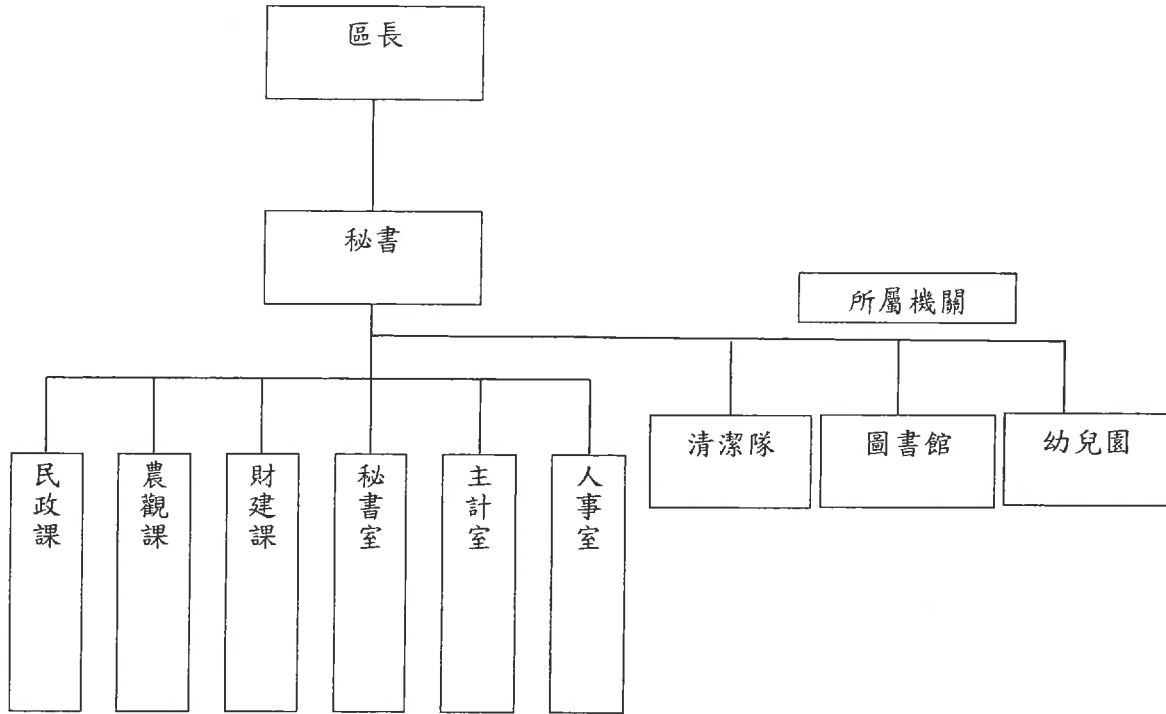 區長
秘書
所屬機關
清潔隊
圖書館
幼兒園
民政課
農觀課
財建課
秘書室
主計室
人事室